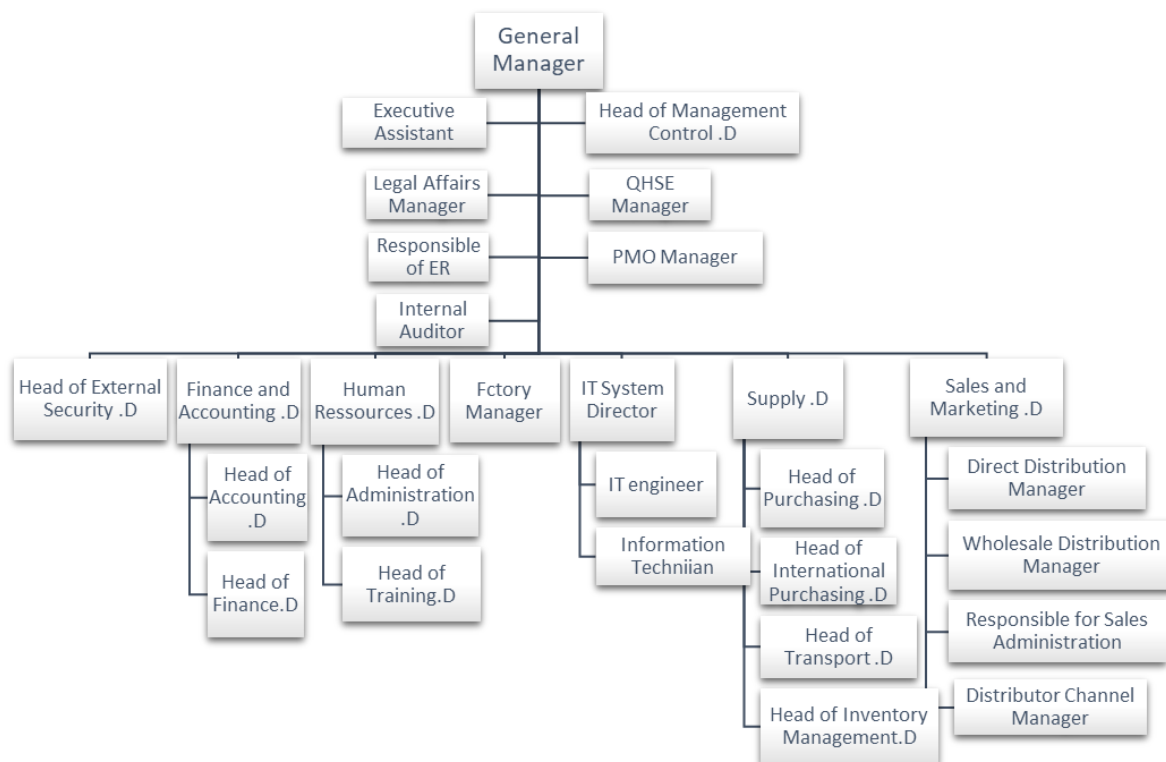 General
Manager
Executive
Assistant
Head of Management
Control .D
Legal Affairs
Manager
QHSE
Manager
Responsible
of ER
PMO Manager
Internal
Auditor
Head of External
Security .D
Finance and
Accounting .D
Human
Ressources .D
Fctory
Manager
IT System
Director
Supply .D
Sales and
Marketing .D
Head of
Accounting
.D
Head of
Finance.D
Head of
Administration
.D
Head of
Training.D
IT engineer
Information
Techniian
Head of
Purchasing .D
Head of
International
Purchasing .D
Head of
Transport .D
Head of Inventory
Management.D
Direct Distribution
Manager
Wholesale Distribution
Manager
Responsible for Sales
Administration
Distributor Channel
Manager